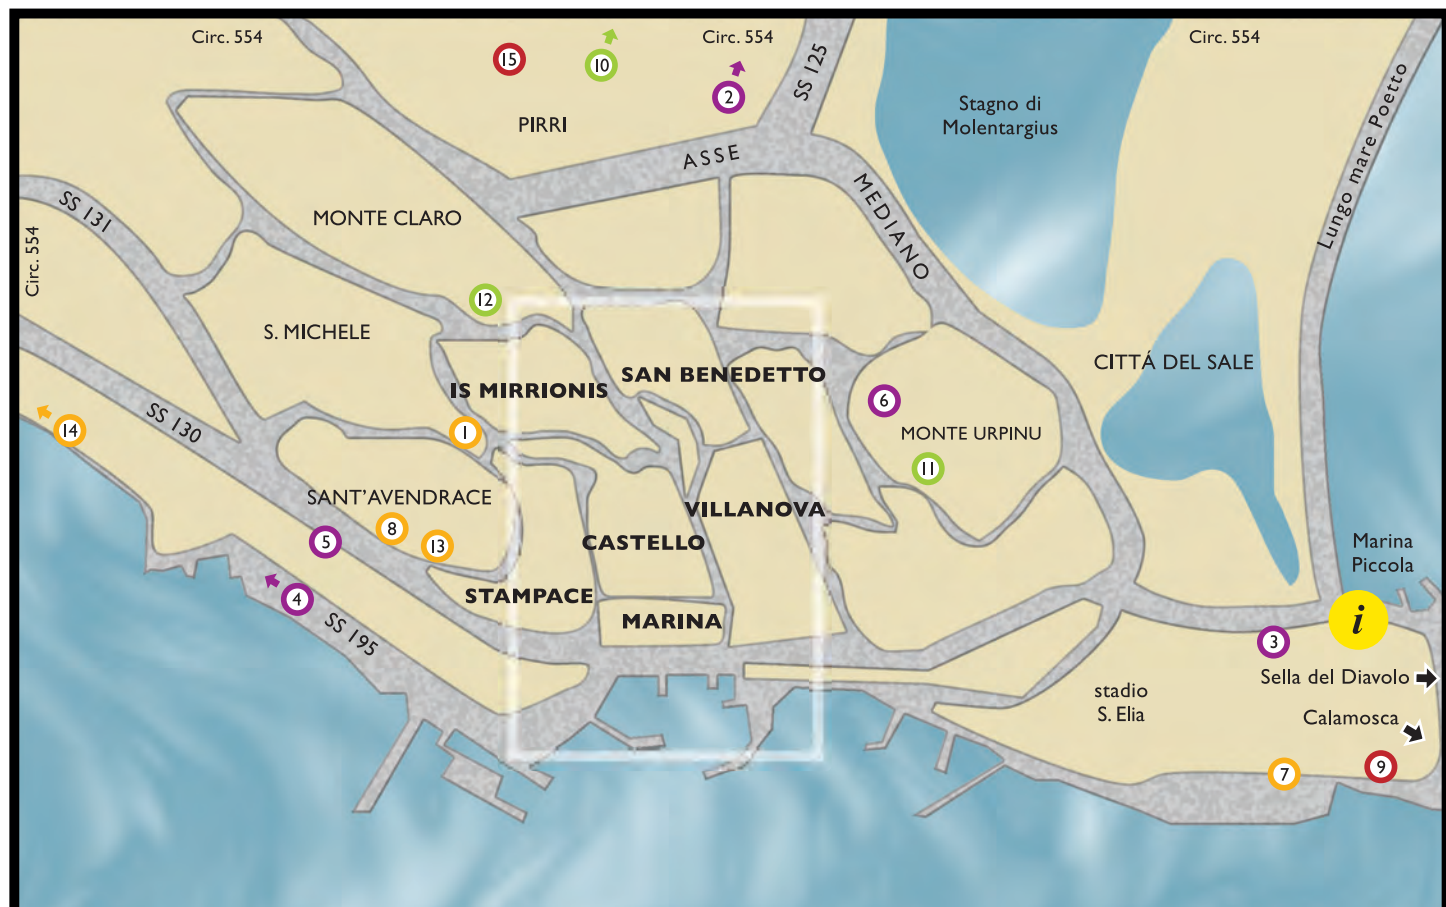 Circ. 554
15
10
Circ. 554
2
SS 125
Circ. 554
PIRRI
Stagno di
Molentargius
Lungo mare Poetto
ASSE
MEDIANO
SS 131
Circ. 554
MONTE CLARO
12
S. MICHELE
IS MIRRIONIS
SAN BENEDETTO
CITTÁ DEL SALE
6
14
SS 130
1
MONTE URPINU
11
SANT'AVENDRACE
8
5
13
VILLANOVA
CASTELLO
Marina
Piccola
4
SS 195
STAMPACE
MARINA
i
3
Sella del Diavolo
stadio
S. Elia
Calamosca
7
9